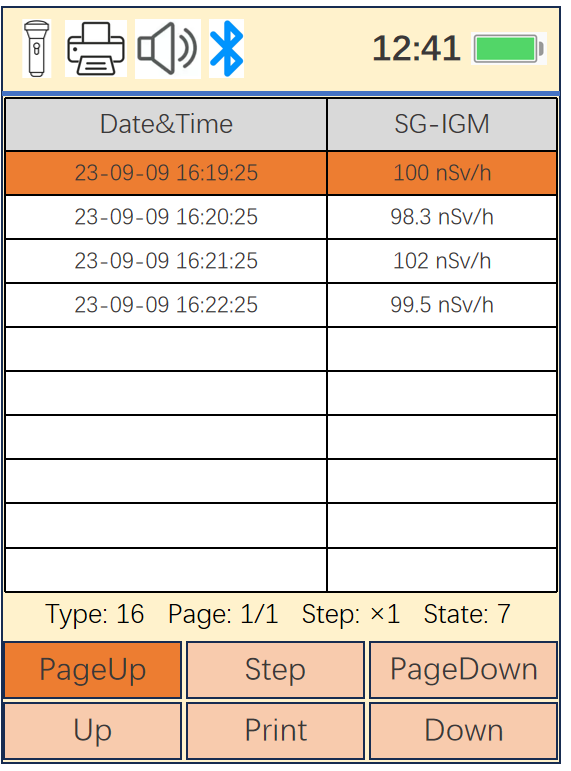 12:41
Date&Time SG-IGM
23-09-09 16:19:25 100 nSv/h
23-09-09 16:20:25 98.3 nSv/h
23-09-09 16:21:25 102 nSv/h
23-09-09 16:22:25 99.5 nSv/h
Type: 16 Page: 1/1 Step: ×1 State: 7
PageUp Step PageDown
Up Print Down